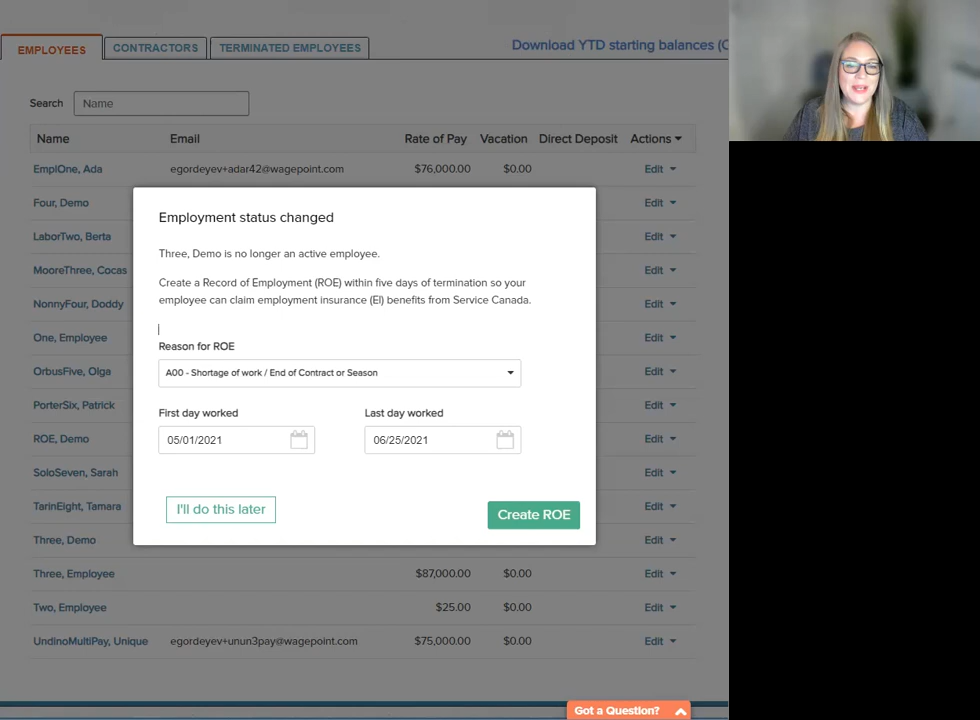 EMPLOYEES CONTRACTORS TERMINATED EMPLOYEES Download YTD starting balances (C
Search Name
Name Email Rate of Pay Vacation Direct Deposit Actions
EmplOne, Ada egordeyev+adar42@wagepoint.com $76,000.00 $0.00 Edit
Four, Demo Edit
LaborTwo, Berta Edit
MooreThree, Cocas Edit
NonnyFour, Doddy Edit
One, Employee Edit
OrbusFive, Olga Edit
PorterSix, Patrick Edit
ROE, Demo Edit
SoloSeven, Sarah Edit
TarinEight, Tamara Edit
Three, Demo Edit
Three, Employee $87,000.00 $0.00 Edit
Two, Employee $25.00 $0.00 Edit
UndinoMultiPay, Unique egordeyev+unun3pay@wagepoint.com $75,000.00 $0.00 Edit
Employment status changed
Three, Demo is no longer an active employee.
Create a Record of Employment (ROE) within five days of termination so your
employee can claim employment insurance (EI) benefits from Service Canada.
Reason for ROE
A00 - Shortage of work / End of Contract or Season
First day worked Last day worked
05/01/2021 06/25/2021
I'll do this later Create ROE
Got a Question?